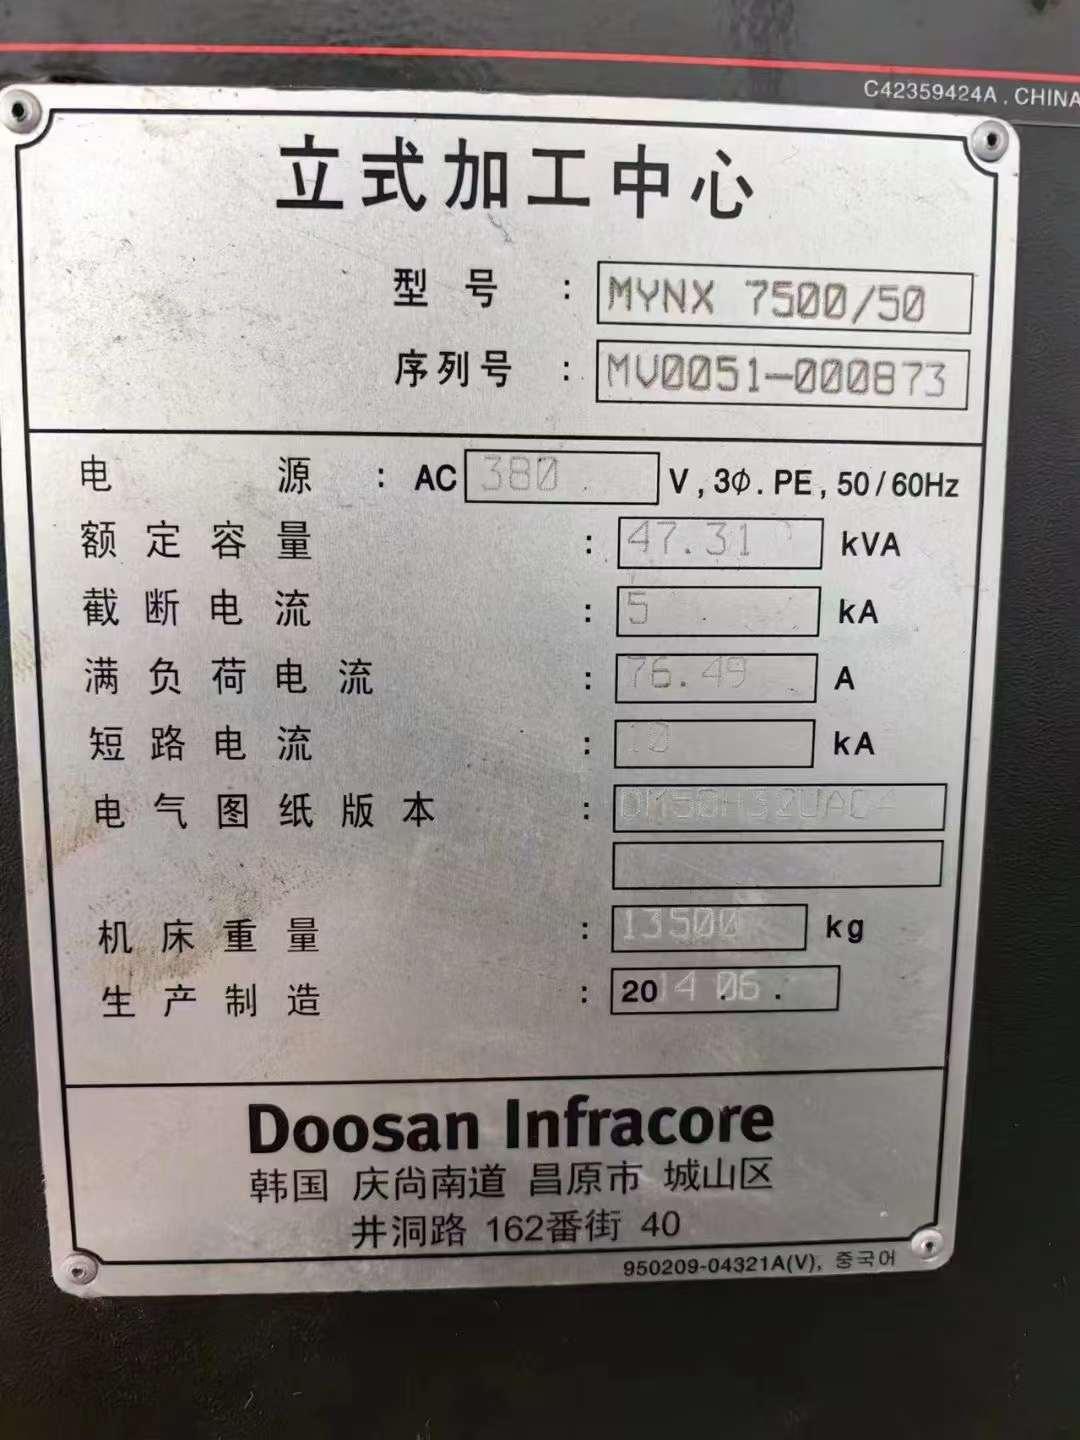 C42359424A, CHINA
立式加工中心
型号 : MYNX 7500/50
序列号 : MV0051-000873
电源 : AC 380 V, 3Φ. PE, 50/60Hz
额定容量 : 47.31 kVA
截断电流 : 5 kA
满负荷电流 : 76.49 A
短路电流 : 10 kA
电气图纸版本 :
机床重量 : 13500 kg
生产制造 : 2014.06.
Doosan Infracore
韩国 庆尚南道 昌原市 城山区
井洞路 162番街 40
950209-04321A(V), 중국어